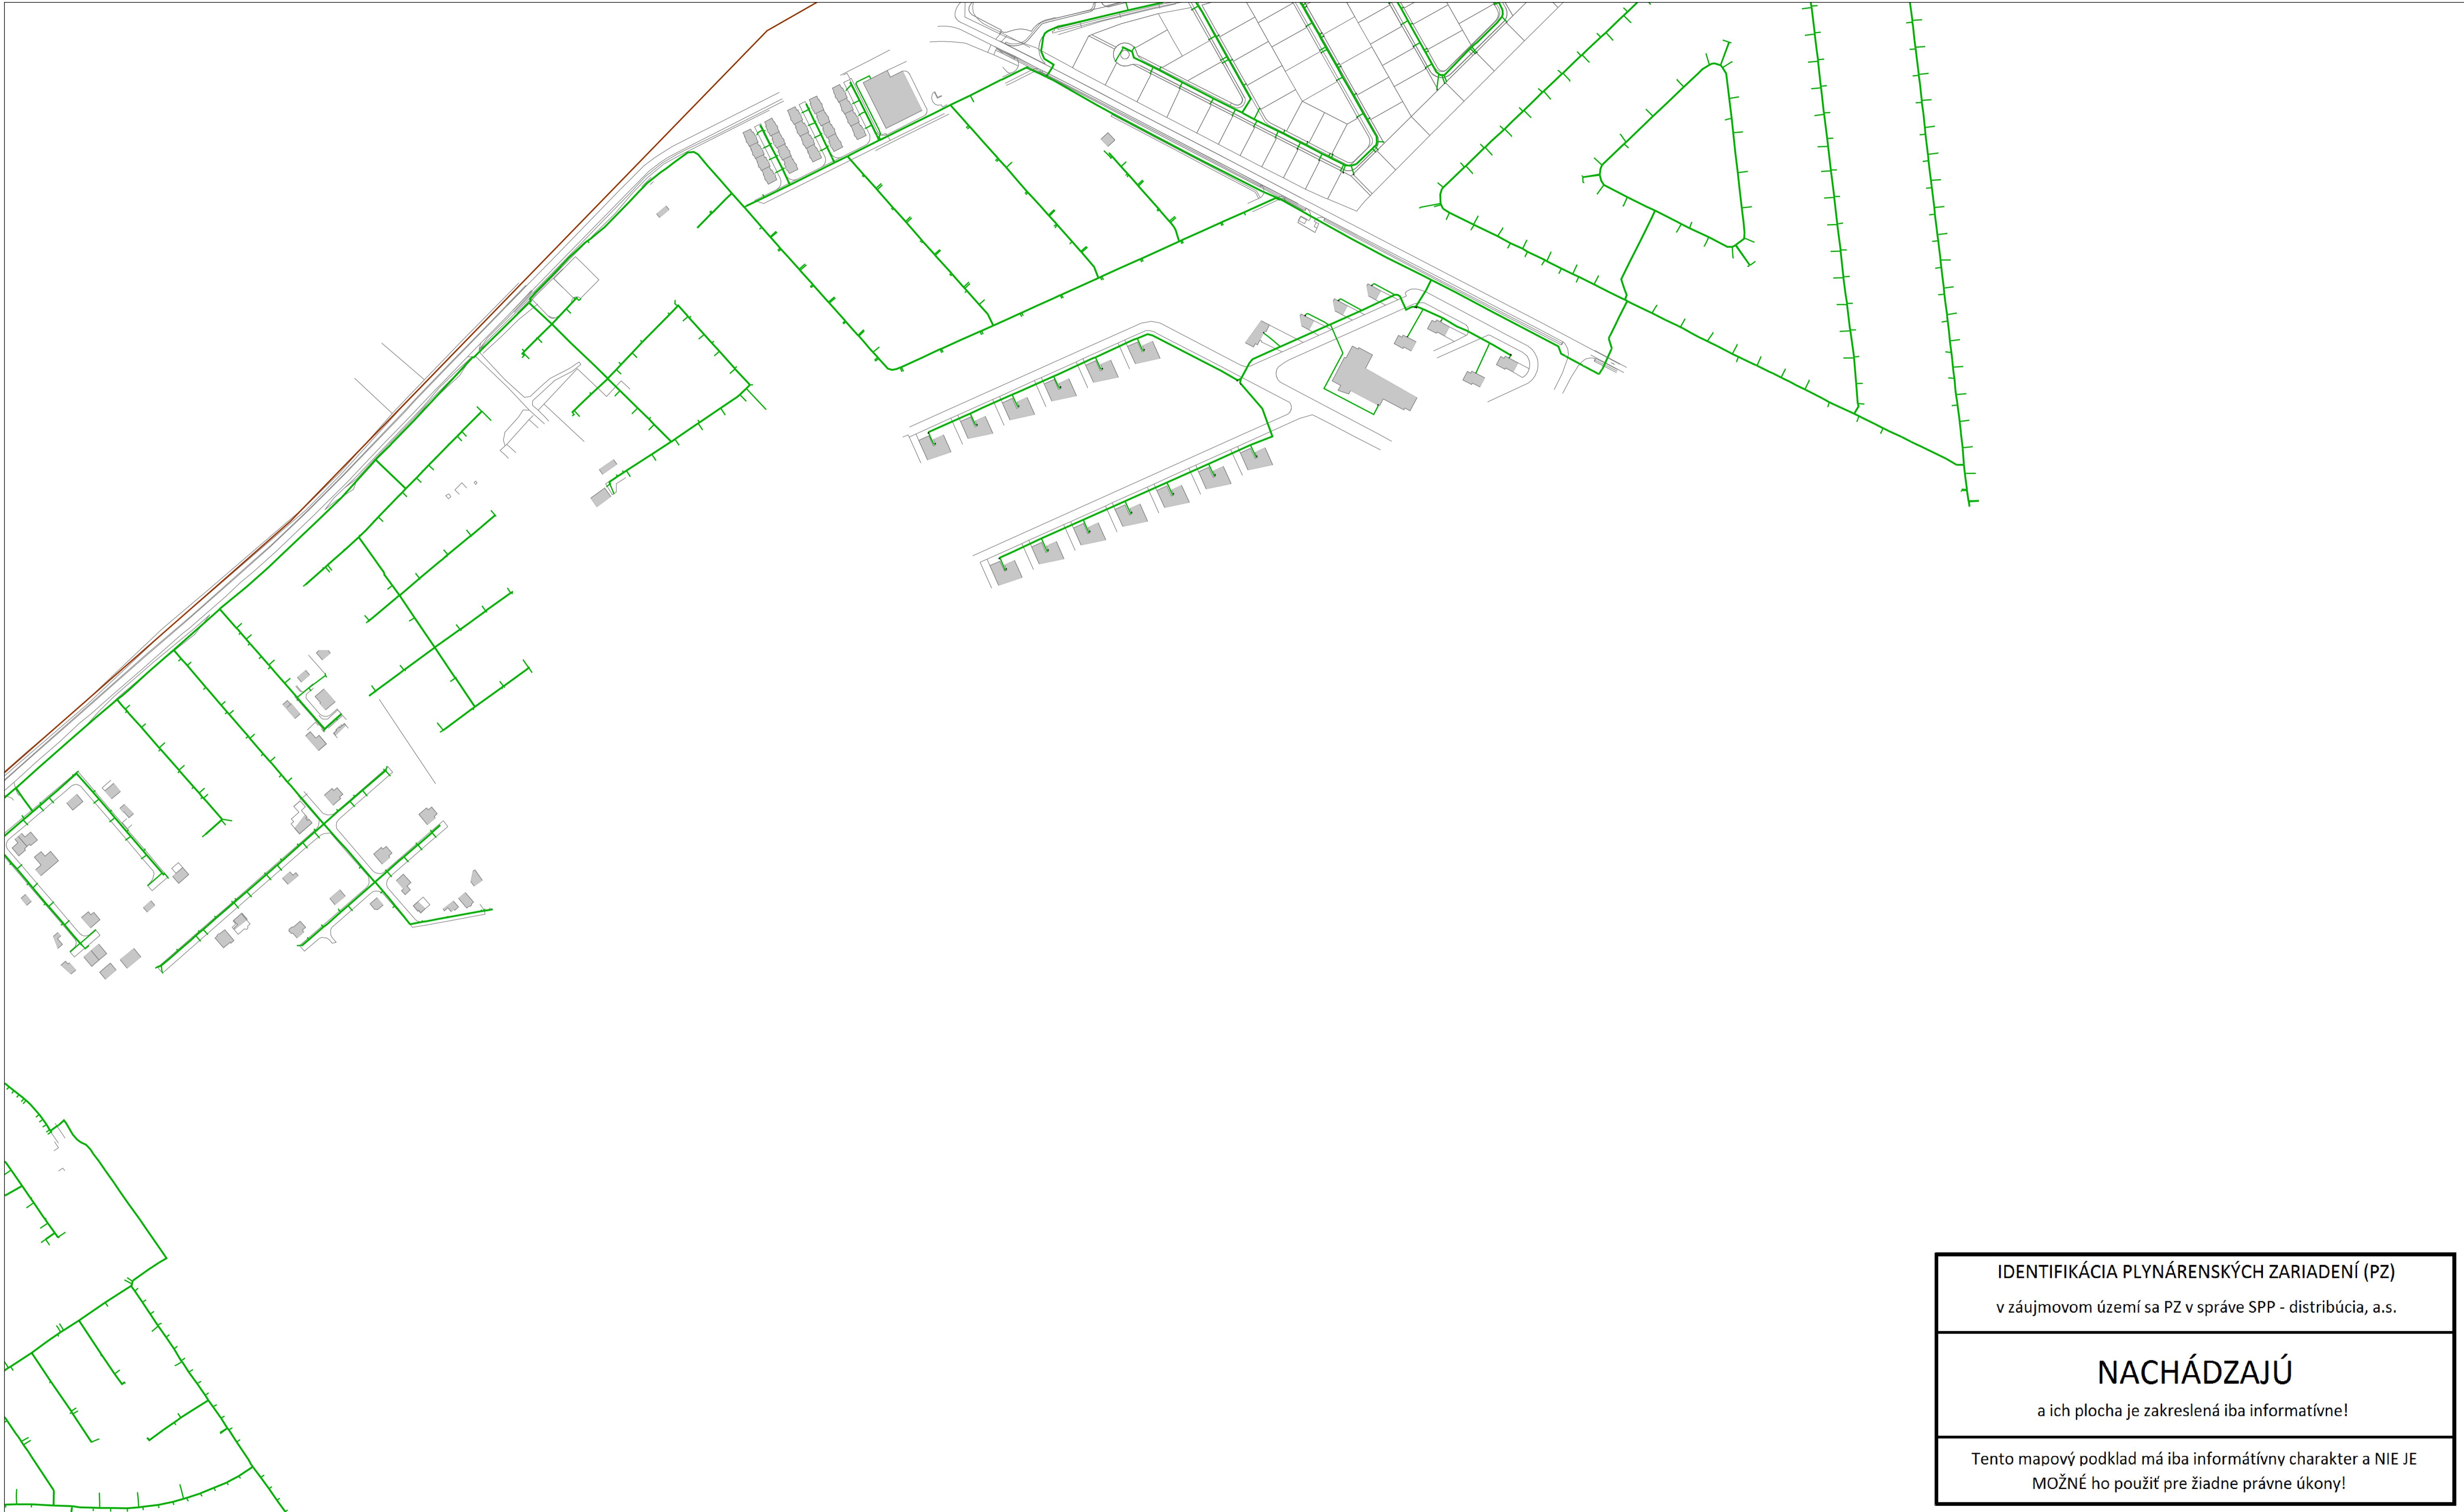 IDENTIFIKÁCIA PLYNÁRENSKÝCH ZARIADENÍ (PZ)
v záujmovom území sa PZ v správe SPP - distribúcia, a.s.
NACHÁDZAJÚ
a ich plocha je zakreslená iba informatívne!
Tento mapový podklad má iba informátívny charakter a NIE JE
MOŽNÉ ho použiť pre žiadne právne úkony!